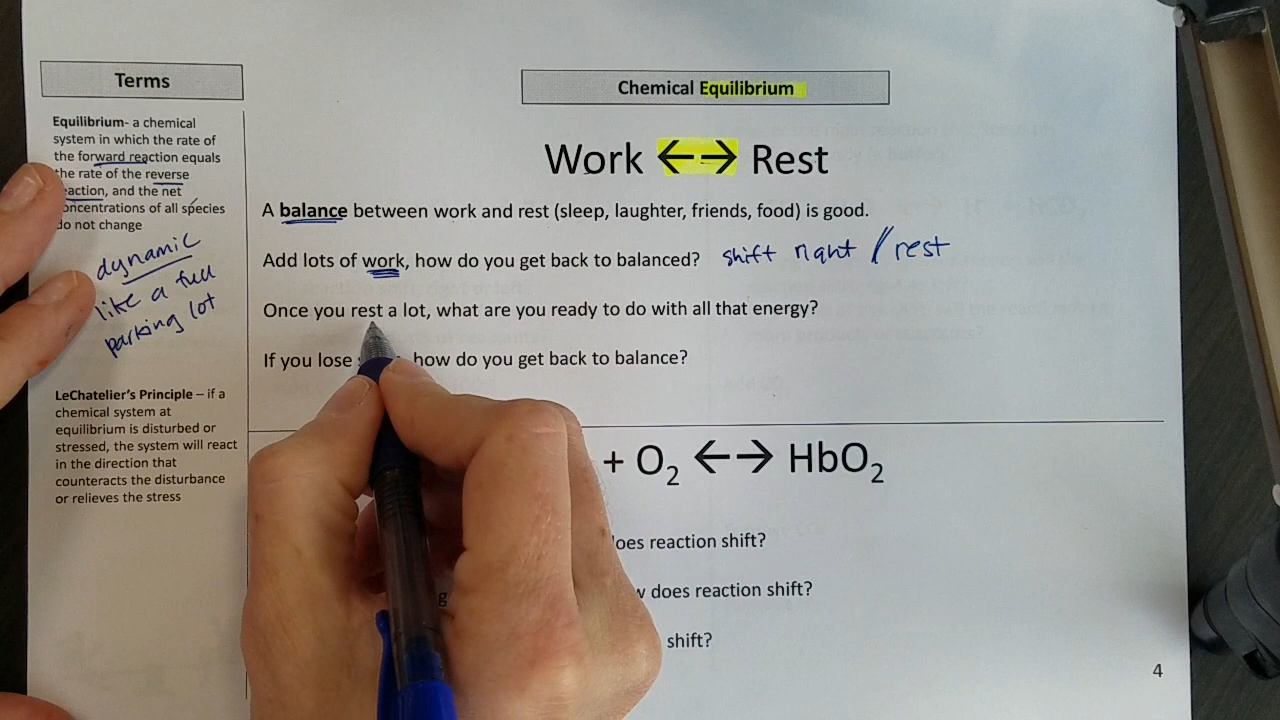 Terms
Chemical Equilibrium
Equilibrium- a chemical
system in which the rate of
the forward reaction equals
the rate of the reverse
reaction, and the net
concentrations of all species
do not change
dynamic
like a full
parking lot
LeChatelier's Principle – if a
chemical system at
equilibrium is disturbed or
stressed, the system will react
in the direction that
counteracts the disturbance
or relieves the stress
Work ←→ Rest
A balance between work and rest (sleep, laughter, friends, food) is good.
Add lots of work, how do you get back to balanced? shift right / rest
Once you rest a lot, what are you ready to do with all that energy?
If you lose how do you get back to balance?
+ O₂ ←→ HbO₂
does reaction shift?
does reaction shift?
shift?
4